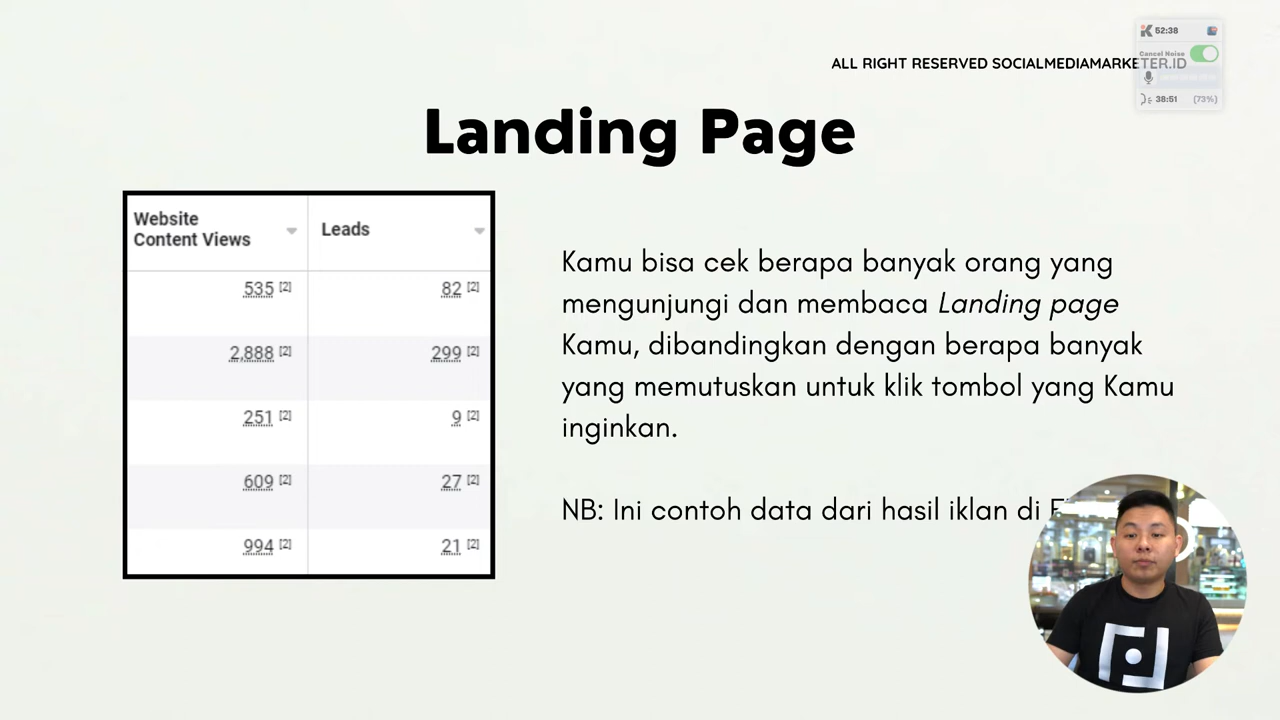 52:38
Cancel Noise
ALL RIGHT RESERVED SOCIALMEDIAMARKETER.ID
38:51 (73%)
Landing Page
Website Content Views
Leads
535 [2] 82 [2]
2,888 [2] 299 [2]
251 [2] 9 [2]
609 [2] 27 [2]
994 [2] 21 [2]
Kamu bisa cek berapa banyak orang yang
mengunjungi dan membaca Landing page
Kamu, dibandingkan dengan berapa banyak
yang memutuskan untuk klik tombol yang Kamu
inginkan.
NB: Ini contoh data dari hasil iklan di